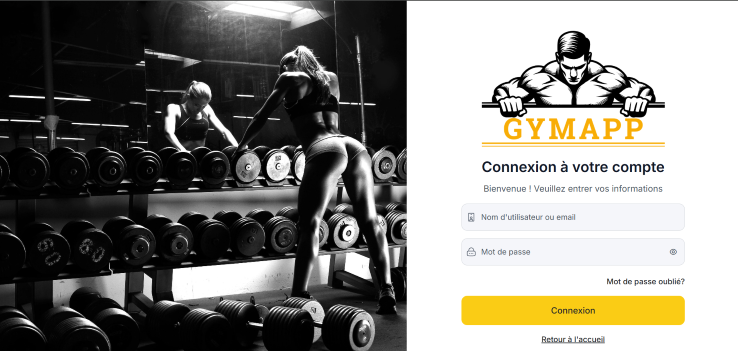 GYMAPP
Connexion à votre compte
Bienvenue ! Veuillez entrer vos informations
Nom d'utilisateur ou email
Mot de passe
Mot de passe oublié?
Connexion
Retour à l'accueil